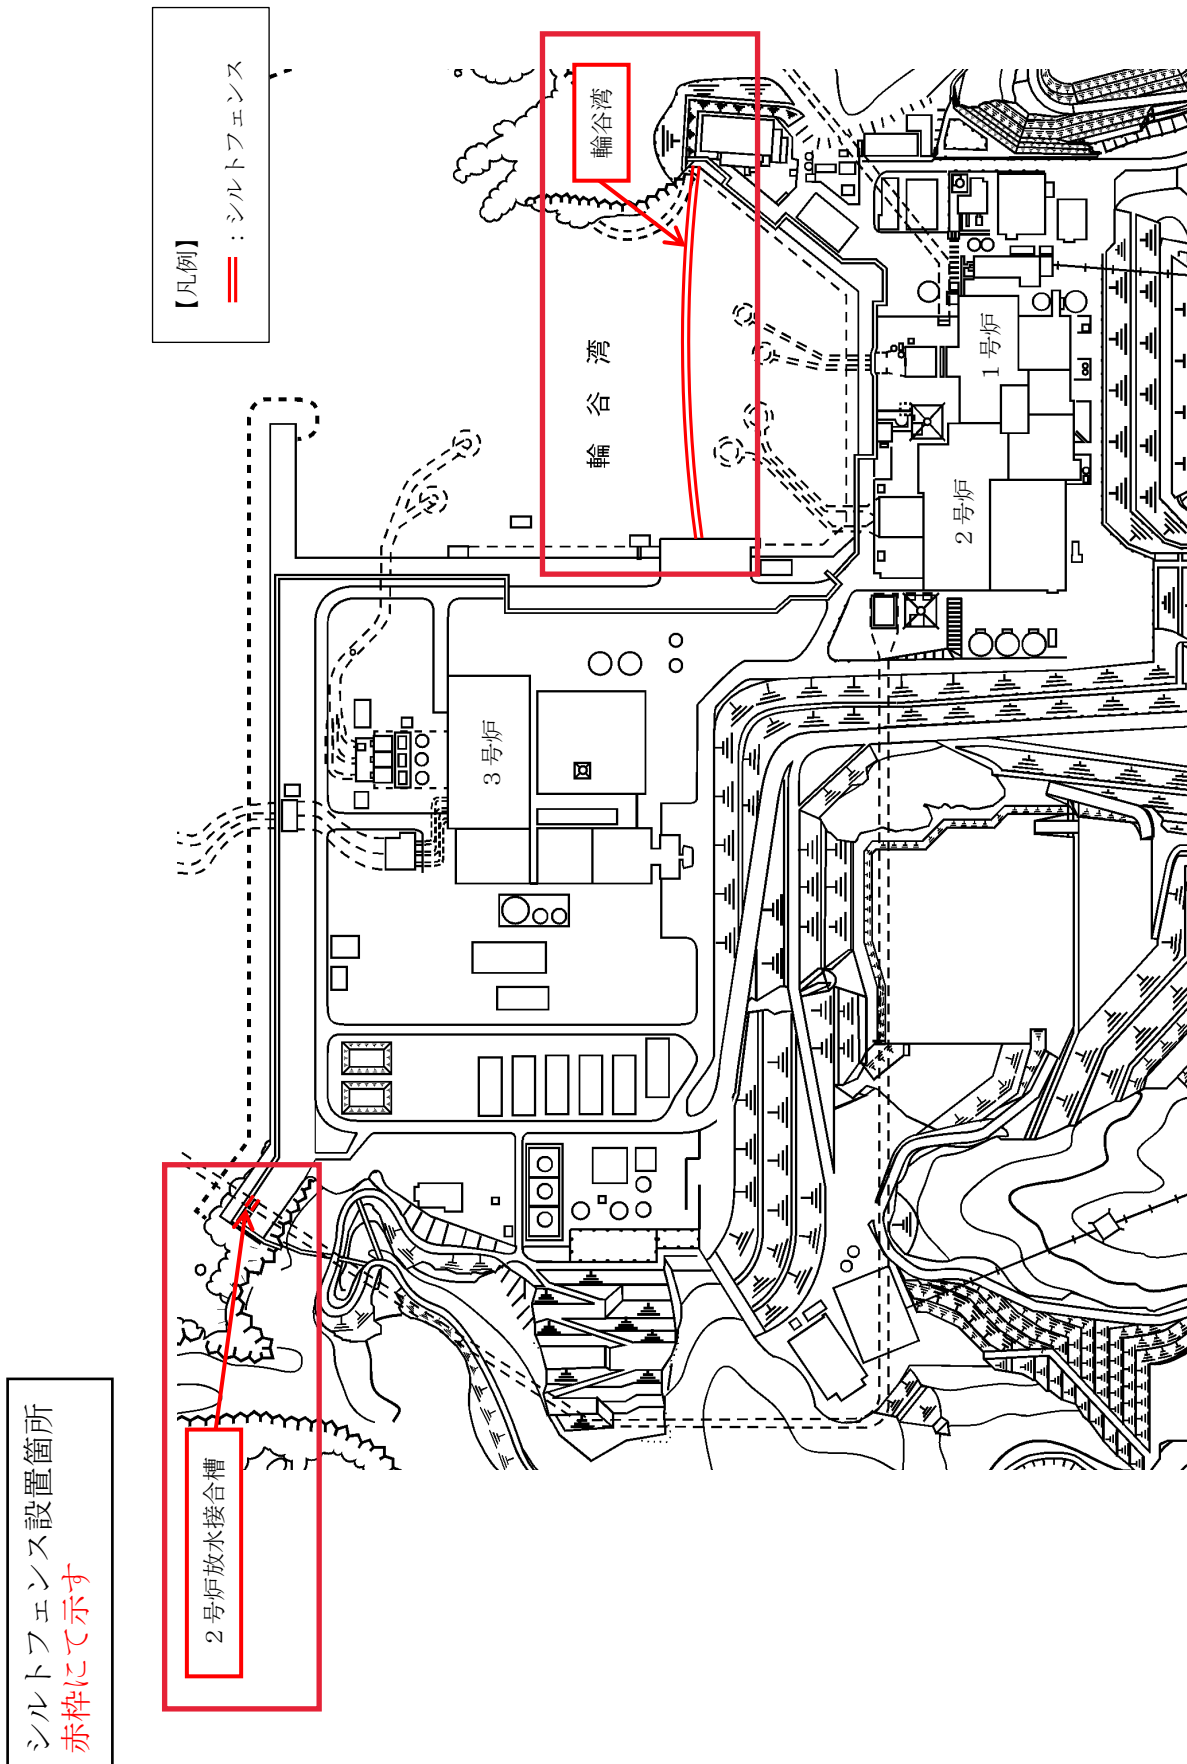 シルトフェンス設置箇所
赤枠にて示す
【凡例】
：シルトフェンス
2号炉放水接合槽
輪谷湾
輪谷湾
3号炉
2号炉
1号炉